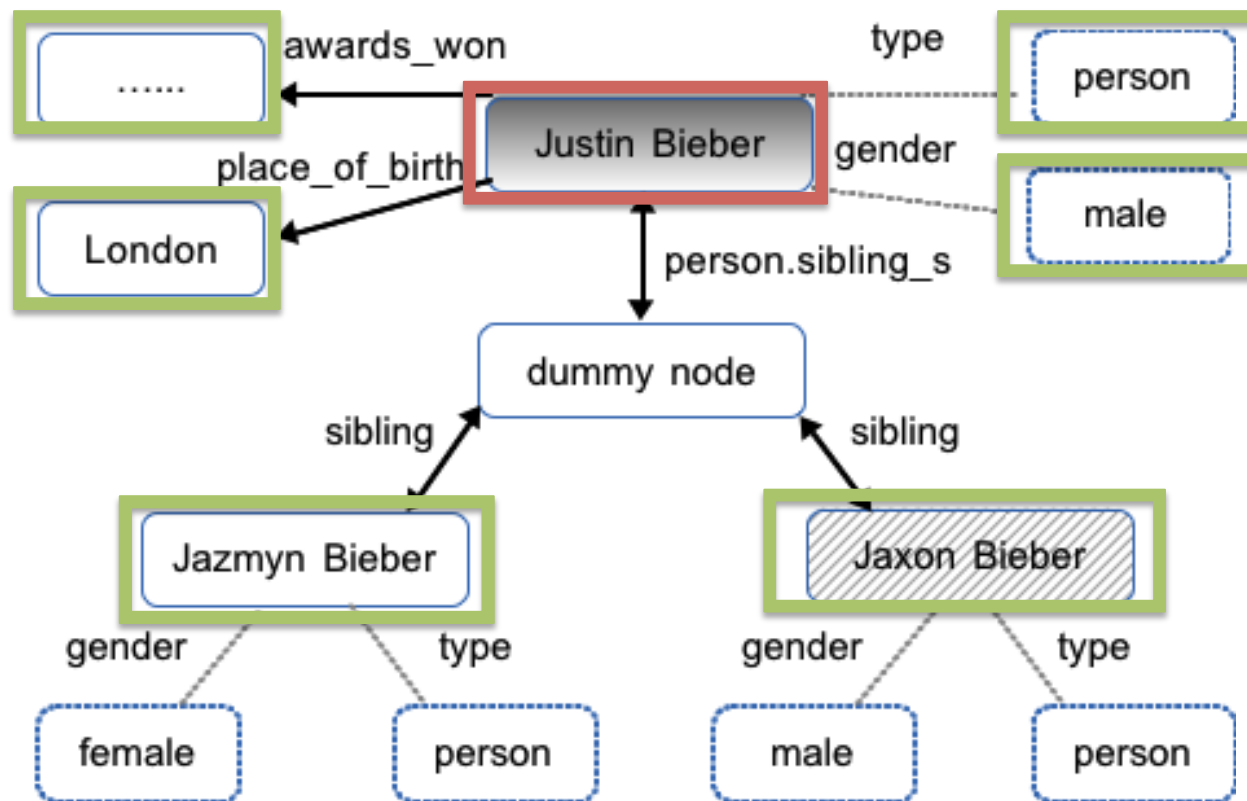 awards_won
type
…...
person
Justin Bieber
gender
place_of_birth
male
London
person.sibling_s
dummy node
sibling
sibling
Jazmyn Bieber
Jaxon Bieber
gender
type
gender
type
female
person
male
person